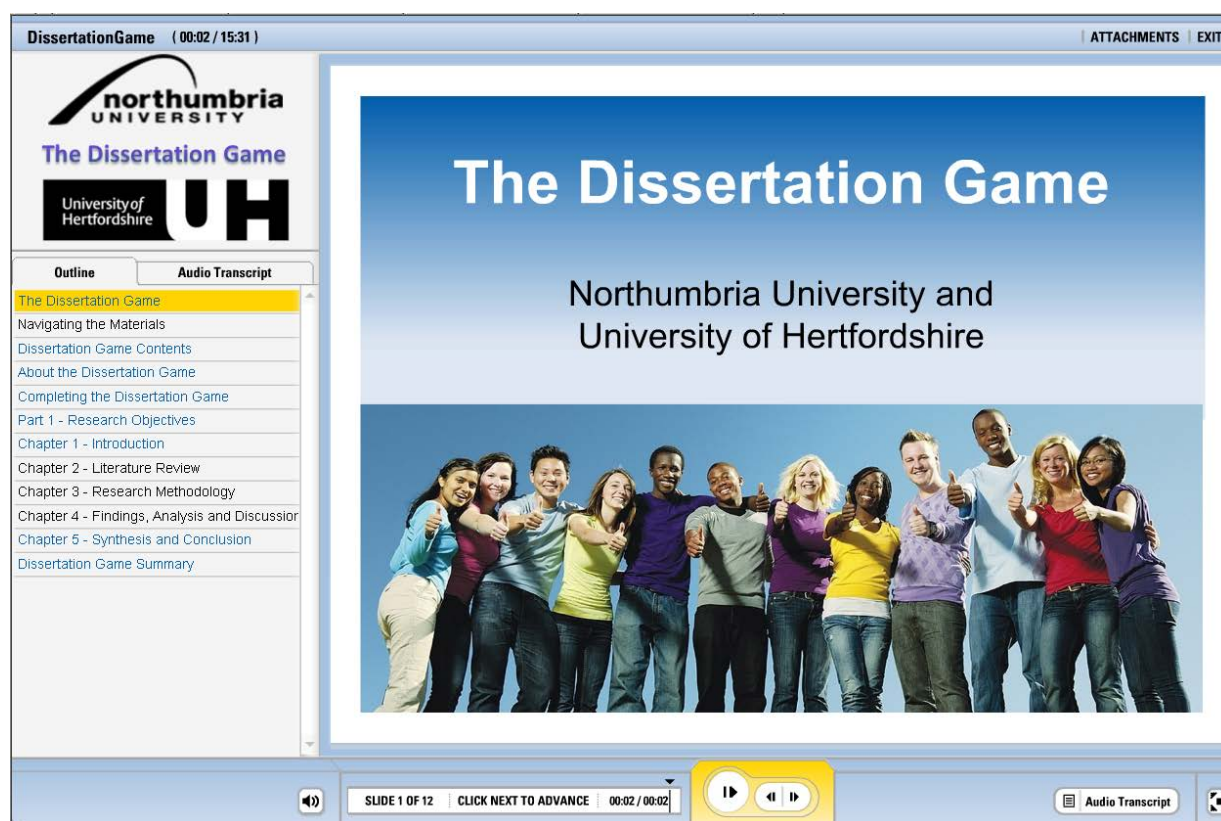 DissertationGame (00:02 / 15:31)
ATTACHMENTS EXIT
northumbria
UNIVERSITY
The Dissertation Game
University of
Hertfordshire
UH
Outline
Audio Transcript
The Dissertation Game
Navigating the Materials
Dissertation Game Contents
About the Dissertation Game
Completing the Dissertation Game
Part 1 - Research Objectives
Chapter 1 - Introduction
Chapter 2 - Literature Review
Chapter 3 - Research Methodology
Chapter 4 - Findings, Analysis and Discussion
Chapter 5 - Synthesis and Conclusion
Dissertation Game Summary
The Dissertation Game
Northumbria University and
University of Hertfordshire
SLIDE 1 OF 12 CLICK NEXT TO ADVANCE 00:02 / 00:02
Audio Transcript